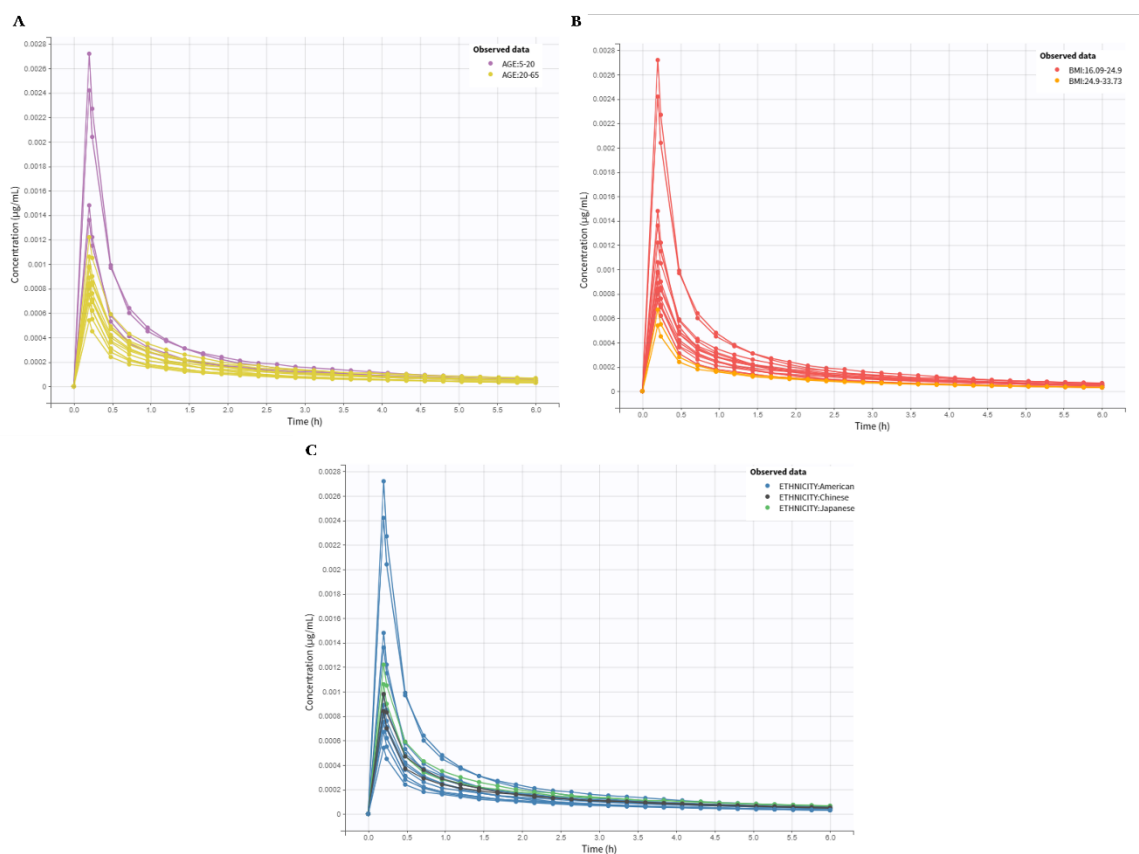 A
Observed data
AGE:5-20
AGE:20-65
0.0028
0.0026
0.0024
0.0022
0.002
0.0018
0.0016
0.0014
0.0012
0.001
0.0008
0.0006
0.0004
0.0002
0
Concentration (µg/mL)
0.0 0.5 1.0 1.5 2.0 2.5 3.0 3.5 4.0 4.5 5.0 5.5 6.0
Time (h)
B
Observed data
BMI:16.09-24.9
BMI:24.9-33.73
0.0028
0.0026
0.0024
0.0022
0.002
0.0018
0.0016
0.0014
0.0012
0.001
0.0008
0.0006
0.0004
0.0002
0
Concentration (µg/mL)
0.0 0.5 1.0 1.5 2.0 2.5 3.0 3.5 4.0 4.5 5.0 5.5 6.0
Time (h)
C
Observed data
ETHNICITY:American
ETHNICITY:Chinese
ETHNICITY:Japanese
0.0028
0.0026
0.0024
0.0022
0.002
0.0018
0.0016
0.0014
0.0012
0.001
0.0008
0.0006
0.0004
0.0002
0
Concentration (µg/mL)
0.0 0.5 1.0 1.5 2.0 2.5 3.0 3.5 4.0 4.5 5.0 5.5 6.0
Time (h)